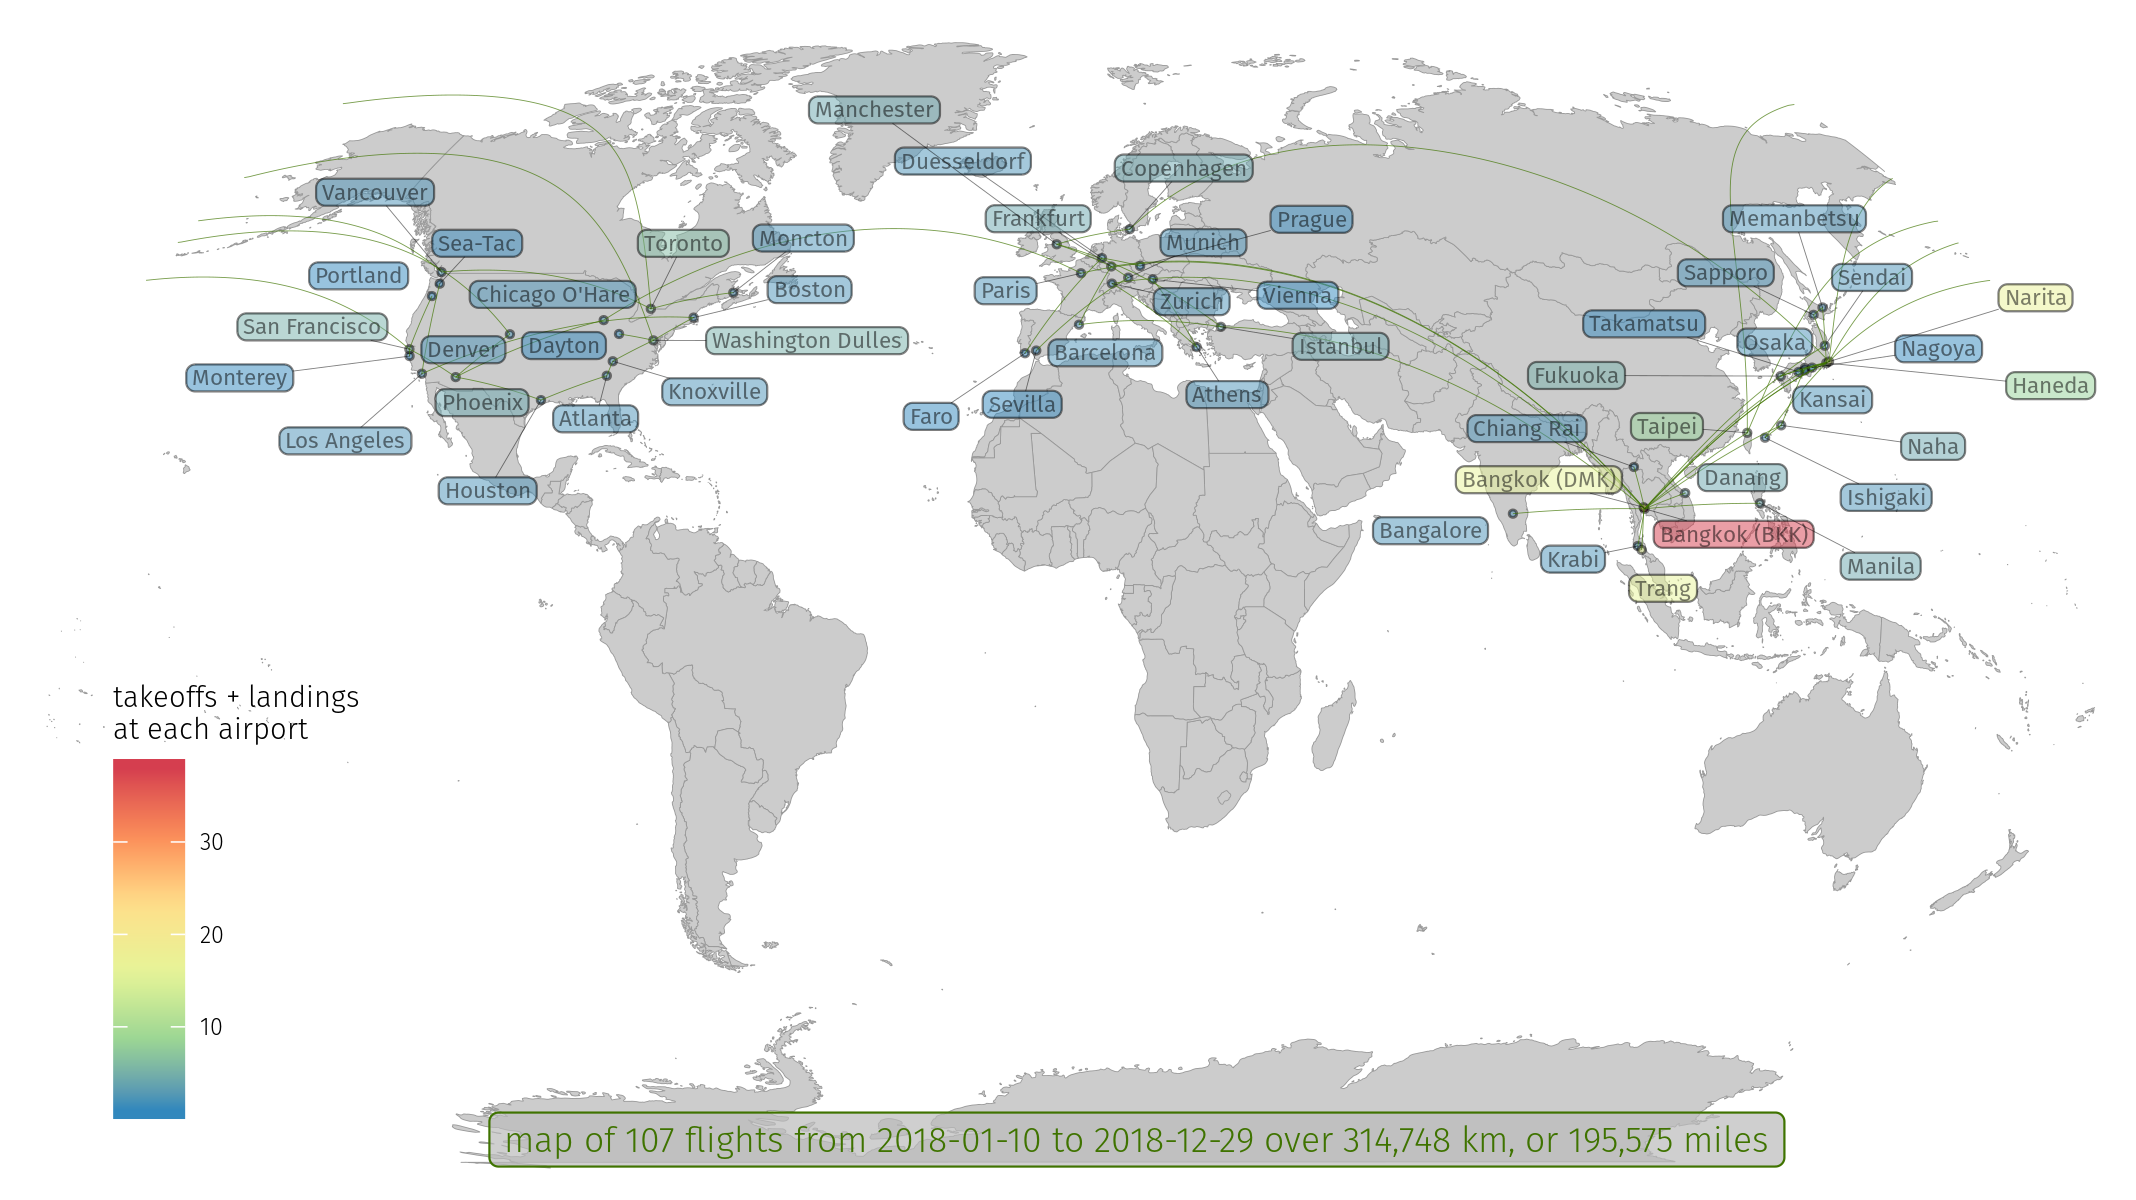 Manchester
Duesseldorf
Copenhagen
Vancouver
Frankfurt
Prague
Memanbetsu
Sea-Tac
Toronto
Moncton
Munich
Portland
Chicago O'Hare
Boston
Paris
Zurich
Vienna
Sapporo
Sendai
Narita
San Francisco
Denver
Dayton
Washington Dulles
Barcelona
Istanbul
Takamatsu
Osaka
Nagoya
Monterey
Phoenix
Atlanta
Knoxville
Faro
Sevilla
Athens
Fukuoka
Kansai
Haneda
Los Angeles
Chiang Rai
Taipei
Naha
Houston
Bangkok (DMK)
Danang
Ishigaki
Bangalore
Bangkok (BKK)
Krabi
Manila
Trang
takeoffs + landings
at each airport
30
20
10
map of 107 flights from 2018-01-10 to 2018-12-29 over 314,748 km, or 195,575 miles